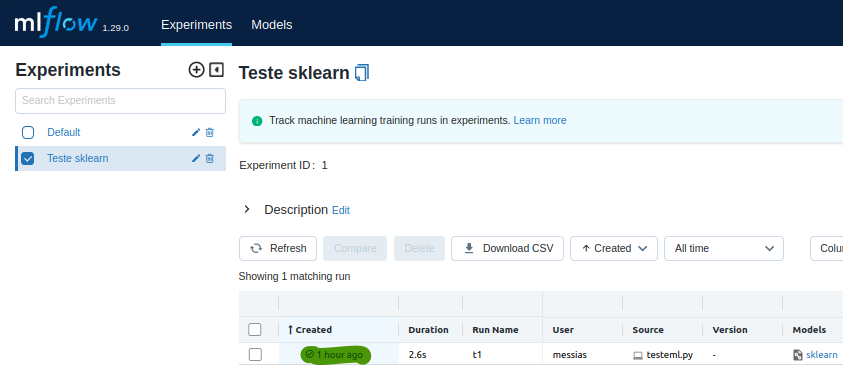 mlflow 1.29.0 Experiments Models
Experiments
Search Experiments
Default
Teste sklearn
Teste sklearn
Track machine learning training runs in experiments. Learn more
Experiment ID: 1
Description Edit
Refresh Compare Delete Download CSV Created All time Colu
Showing 1 matching run
Created Duration Run Name User Source Version Models
1 hour ago 2.6s t1 messias testeml.py - sklearn